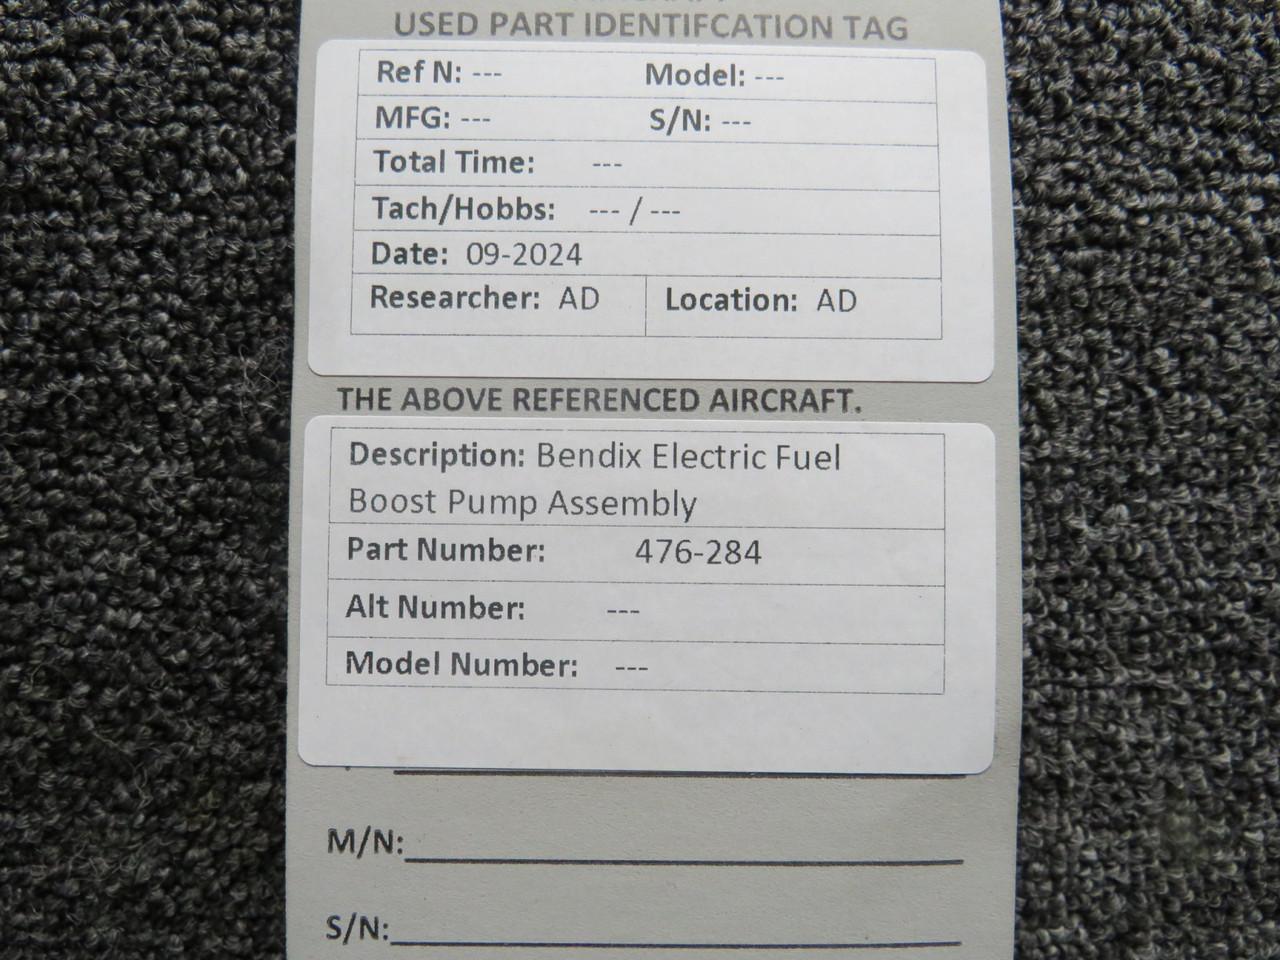 USED PART IDENTIFCATION TAG
Ref N: --- Model: ---
MFG: --- S/N: ---
Total Time: ---
Tach/Hobbs: --- / ---
Date: 09-2024
Researcher: AD Location: AD
THE ABOVE REFERENCED AIRCRAFT.
Description: Bendix Electric Fuel
Boost Pump Assembly
Part Number: 476-284
Alt Number: ---
Model Number: ---
M/N:
S/N: